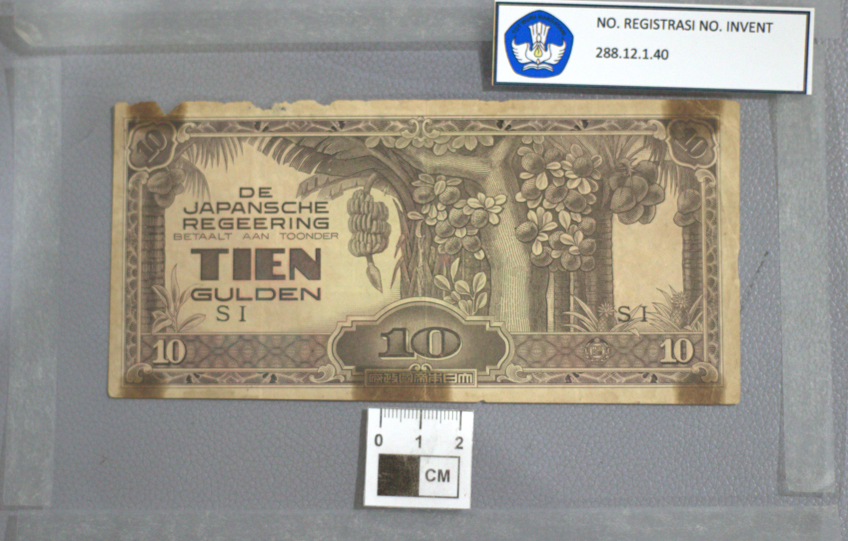 NO. REGISTRASI NO. INVENT
288.12.1.40
10
10
DE
JAPANSCHE
REGEERING
BETAALT AAN TOONDER
TIEN
GULDEN
SI
SI
10
10
10
0 1 2
CM